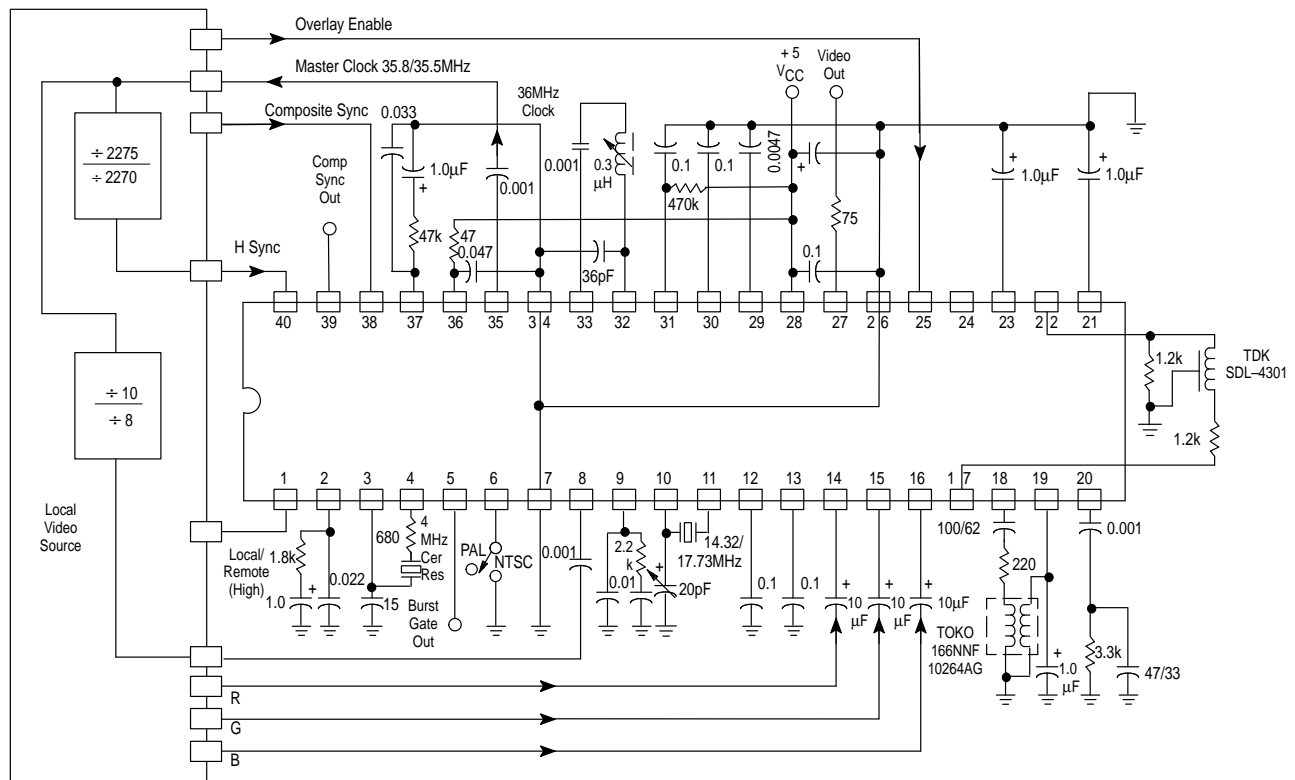 Overlay Enable
Master Clock 35.8/35.5MHz
Composite Sync
+ 5
VCC
Video
Out
36MHz
Clock
÷ 2275
÷ 2270
Comp
Sync
Out
0.033
1.0µF
+
47k
0.001
0.001
0.3
µH
0.1
0.1
0.0047
470k
+
75
+
1.0µF
+
1.0µF
47
0.047
36pF
0.1
H Sync
40
39
38
37
36
35
3 4
33
32
31
30
29
28
27
2 6
25
24
23
2 2
21
1.2k
TDK
SDL–4301
1.2k
÷ 10
÷ 8
Local
Video
Source
1
2
3
4
5
6
7
8
9
10
11
12
13
14
15
16
1 7
18
19
20
Local/
Remote
(High)
1.8k
+
1.0
0.022
680
4
MHz
Cer
Res
15
Burst
Gate
Out
PAL
NTSC
0.001
2.2
k
0.01
+
20pF
14.32/
17.73MHz
0.1
0.1
+
10
µF
+
10
µF
+
10µF
100/62
220
TOKO
166NNF
10264AG
+
1.0
µF
0.001
3.3k
47/33
R
G
B